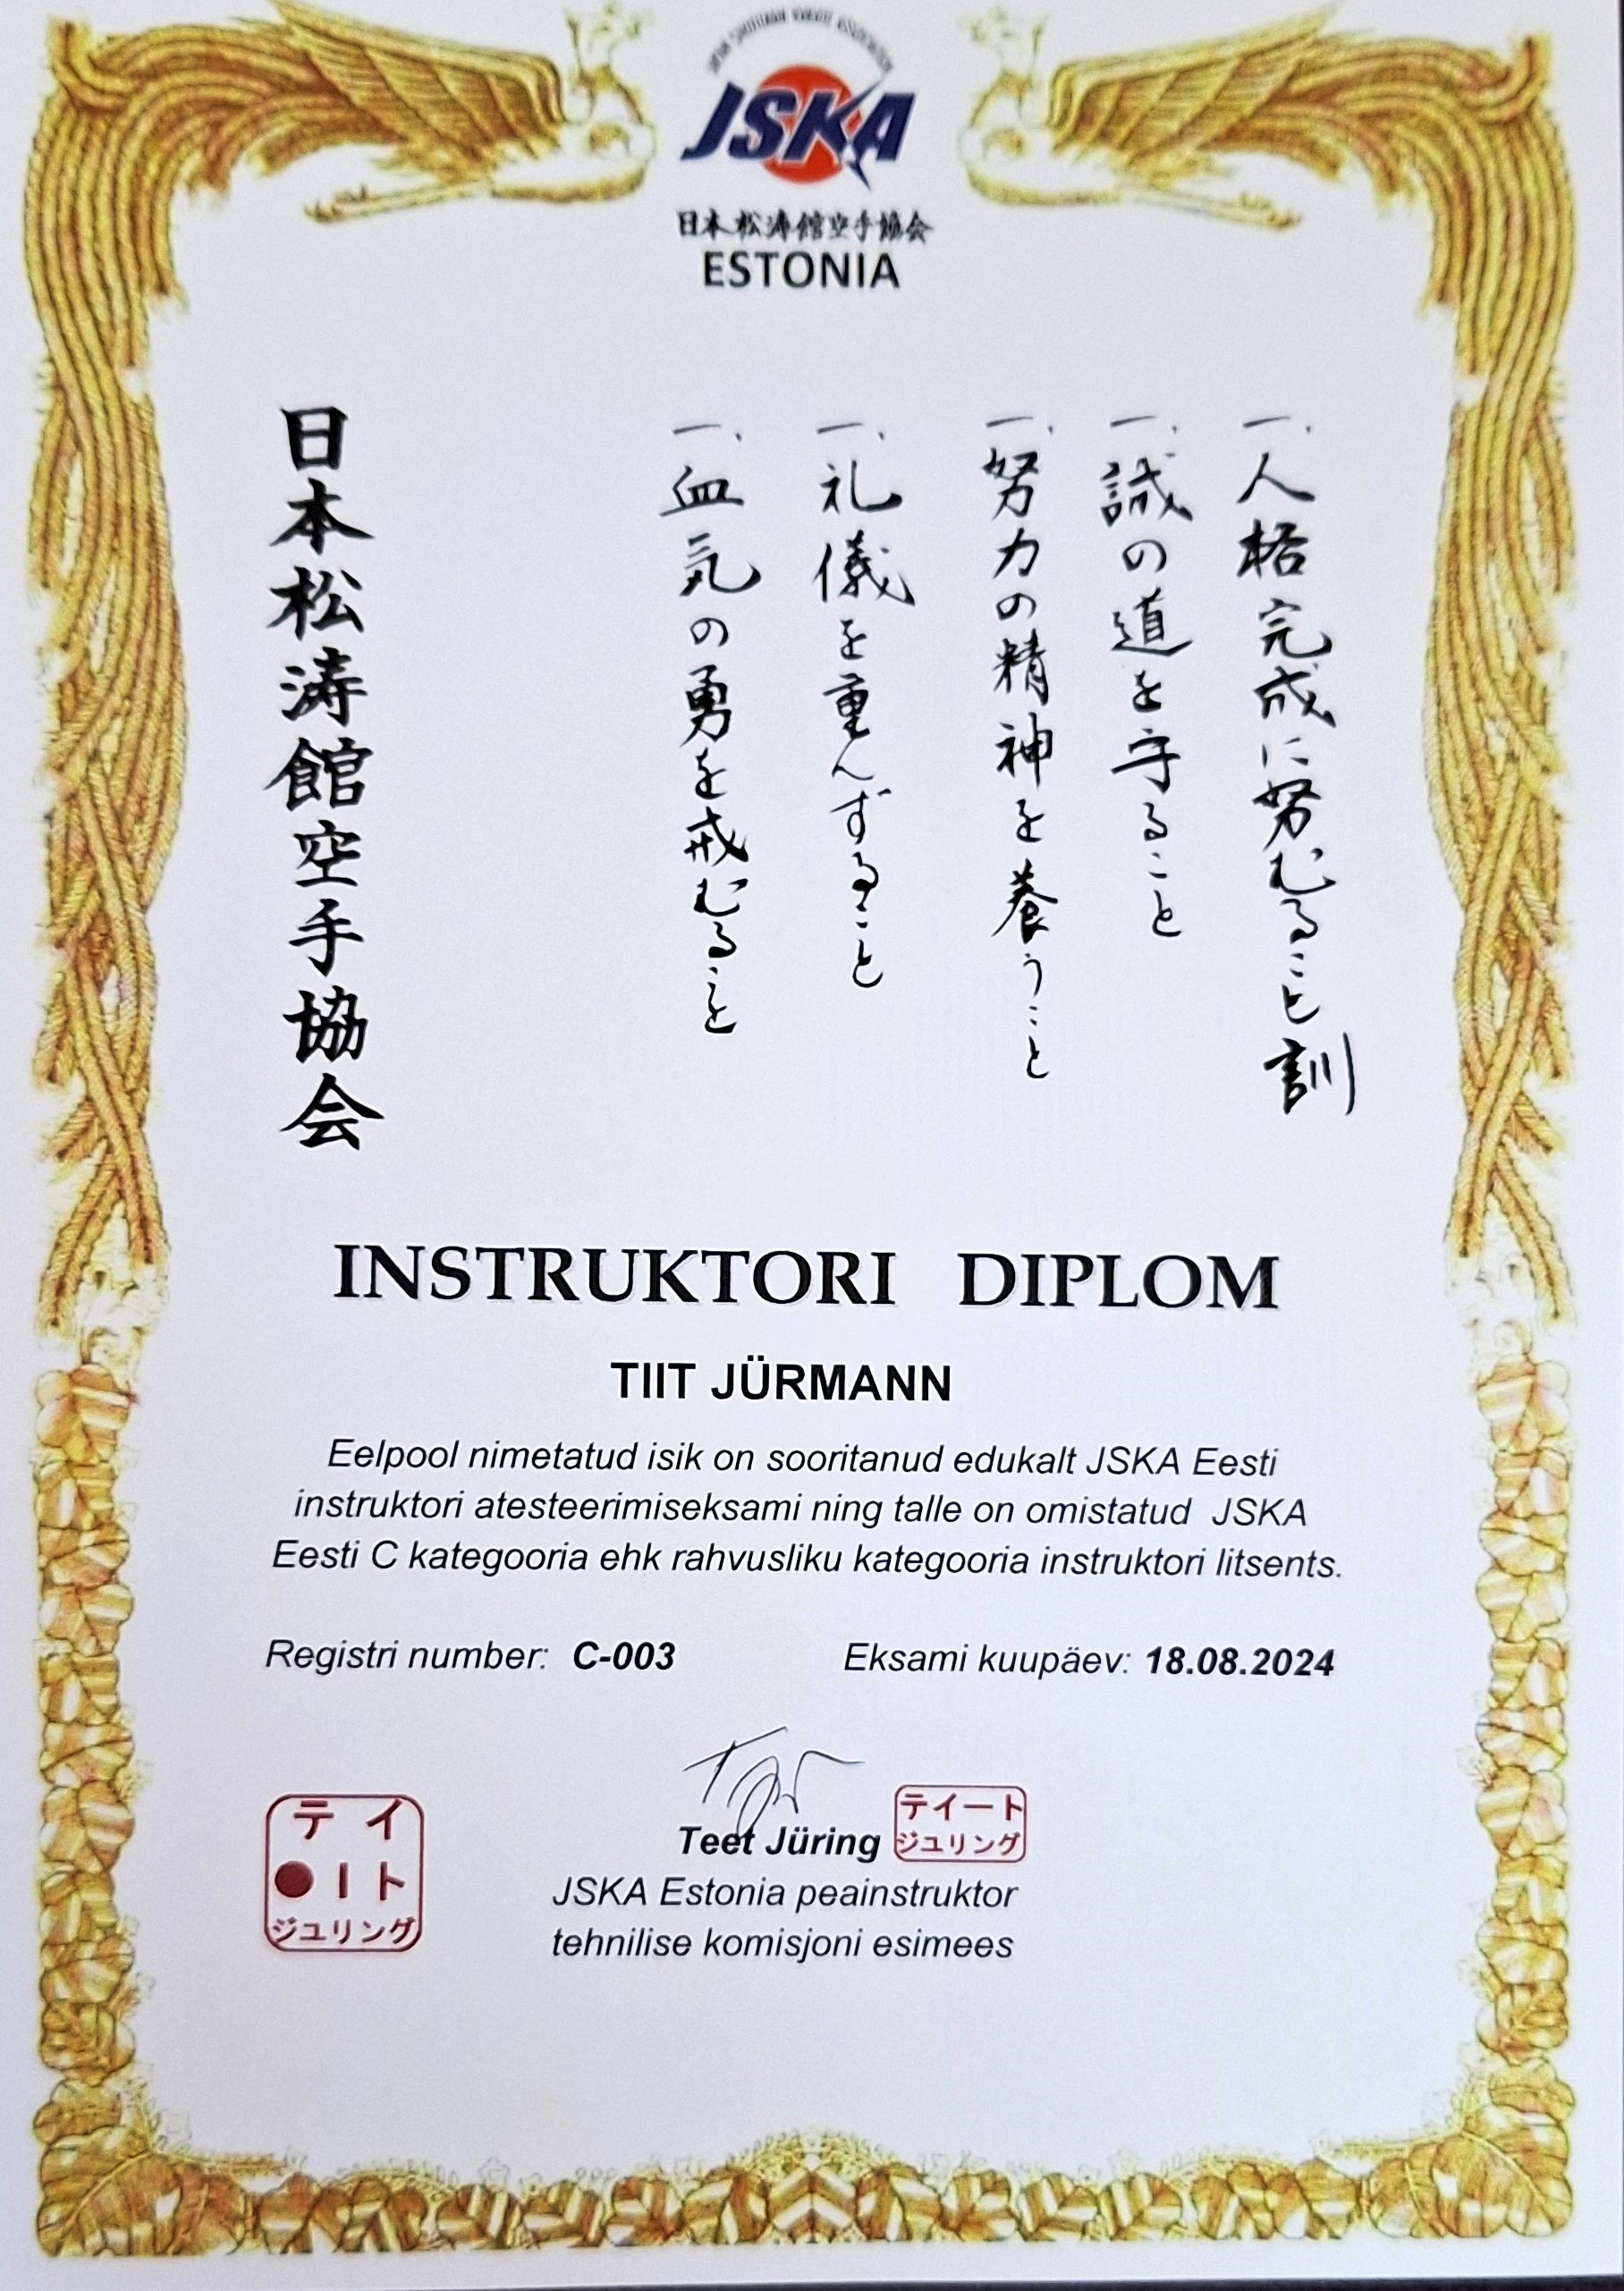 JSKA
日本松涛館空手協会
ESTONIA
一、人格完成に努むること訓
一、誠の道を守ること
一、努力の精神を養うこと
一、礼儀を重んずること
一、血気の勇を戒むること
日本松涛館空手協会
INSTRUKTORI DIPLOM
TIIT JÜRMANN
Eelpool nimetatud isik on sooritanud edukalt JSKA Eesti
instruktori atesteerimiseksami ning talle on omistatud JSKA
Eesti C kategooria ehk rahvusliku kategooria instruktori litsents.
Registri number: C-003 Eksami kuupäev: 18.08.2024
テイ
ート
ジユリング
Teet Jüring
テイート
ジユリング
JSKA Estonia peainstruktor
tehnilise komisjoni esimees